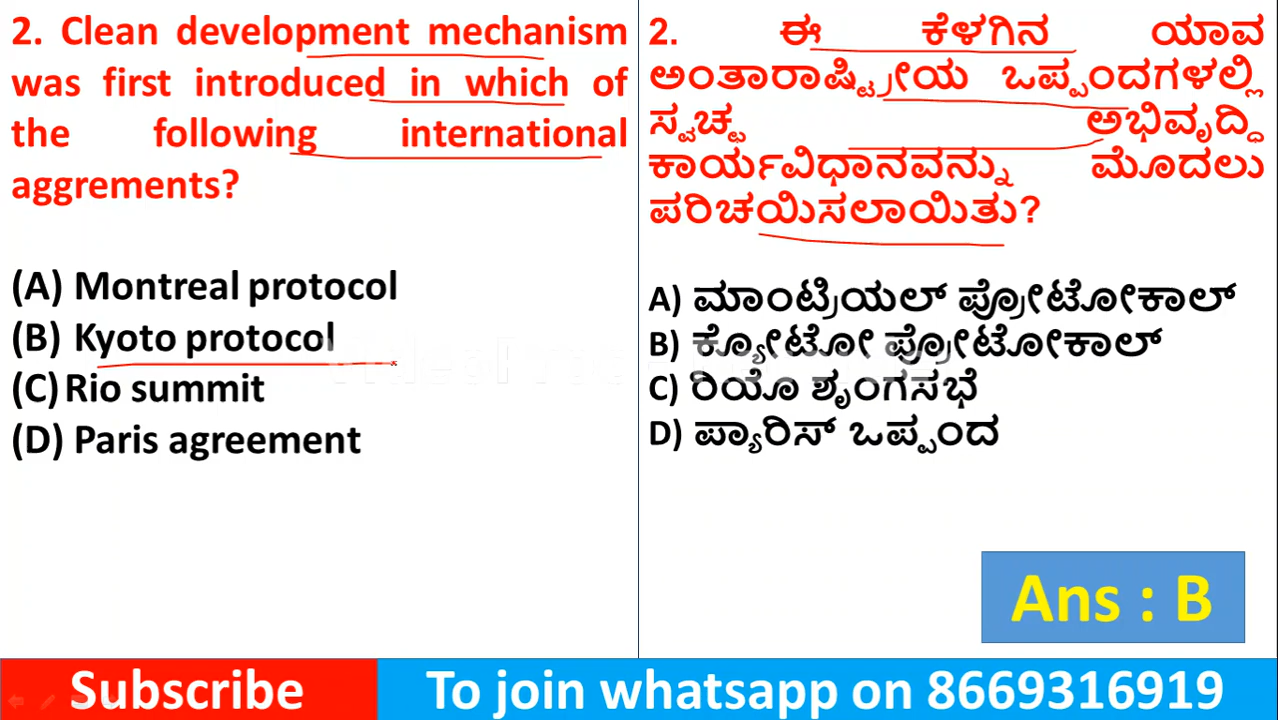 2. Clean development mechanism
was first introduced in which of
the following international
aggrements?
(A) Montreal protocol
(B) Kyoto protocol
(C) Rio summit
(D) Paris agreement
2. ಈ ಕೆಳಗಿನ ಯಾವ
ಅಂತಾರಾಷ್ಟ್ರೀಯ ಒಪ್ಪಂದಗಳಲ್ಲಿ
ಸ್ವಚ್ಛ ಅಭಿವೃದ್ಧಿ
ಕಾರ್ಯವಿಧಾನವನ್ನು ಮೊದಲು
ಪರಿಚಯಿಸಲಾಯಿತು?
A) ಮಾಂಟ್ರಿಯಲ್ ಪ್ರೋಟೋಕಾಲ್
B) ಕ್ಯೋಟೋ ಪ್ರೋಟೋಕಾಲ್
C) ರಿಯೊ ಶೃಂಗಸಭೆ
D) ಪ್ಯಾರಿಸ್ ಒಪ್ಪಂದ
Ans : B
Subscribe
To join whatsapp on 8669316919